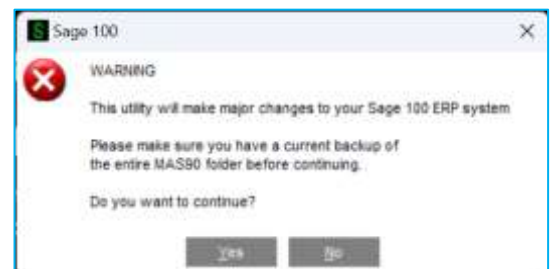 Sage 100
WARNING
This utility will make major changes to your Sage 100 ERP system
Please make sure you have a current backup of
the entire MAS90 folder before continuing.
Do you want to continue?
Yes No